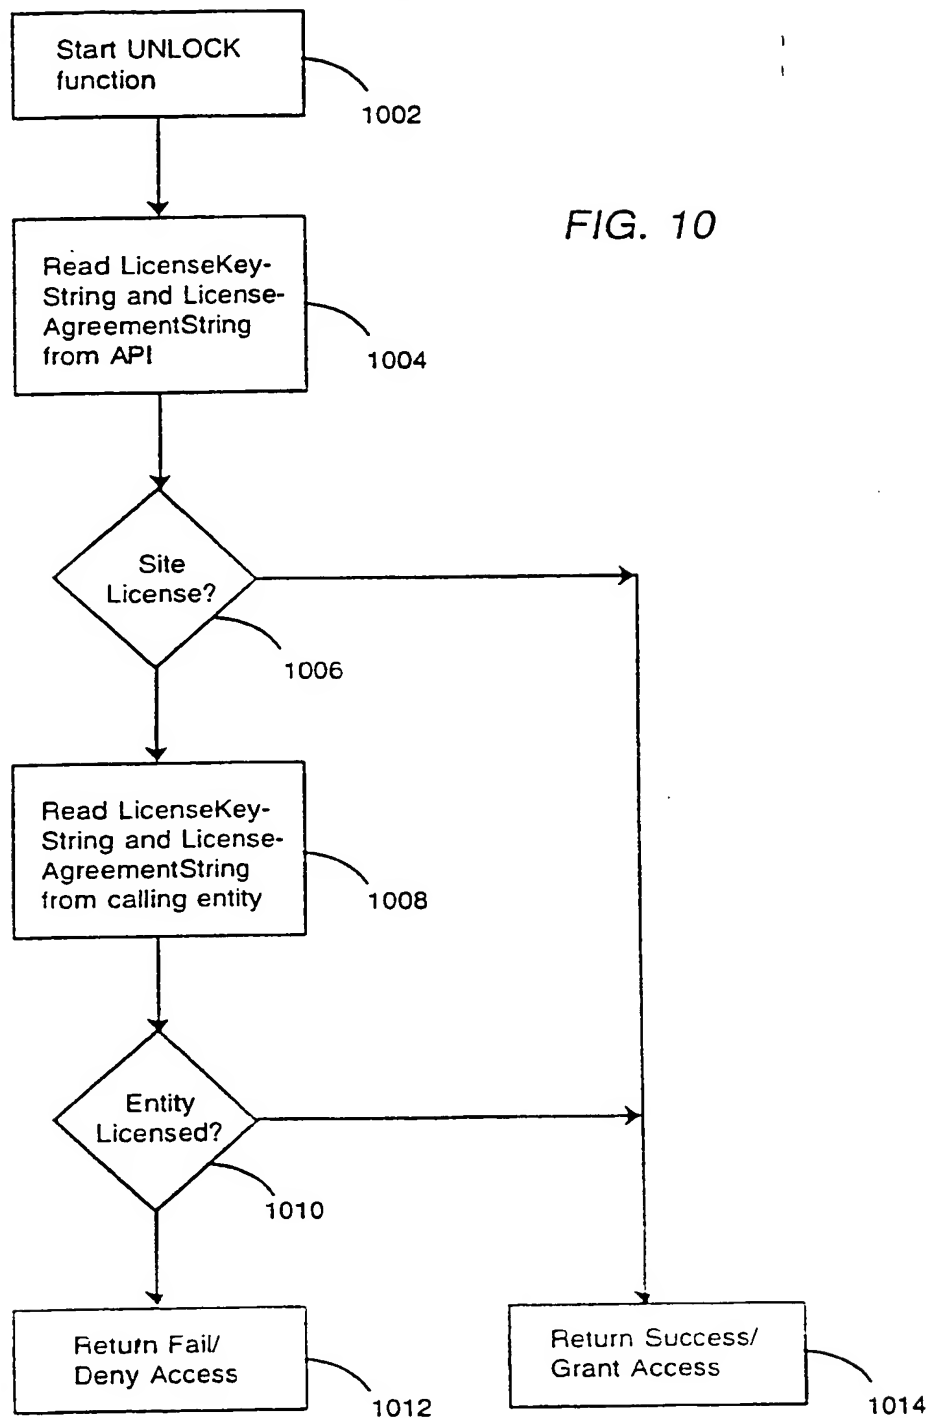 Start UNLOCK
function
1002
FIG. 10
Read LicenseKey-
String and License-
AgreementString
from API
1004
Site
License?
1006
Read LicenseKey-
String and License-
AgreementString
from calling entity
1008
Entity
Licensed?
1010
Return Fail/
Deny Access
1012
Return Success/
Grant Access
1014